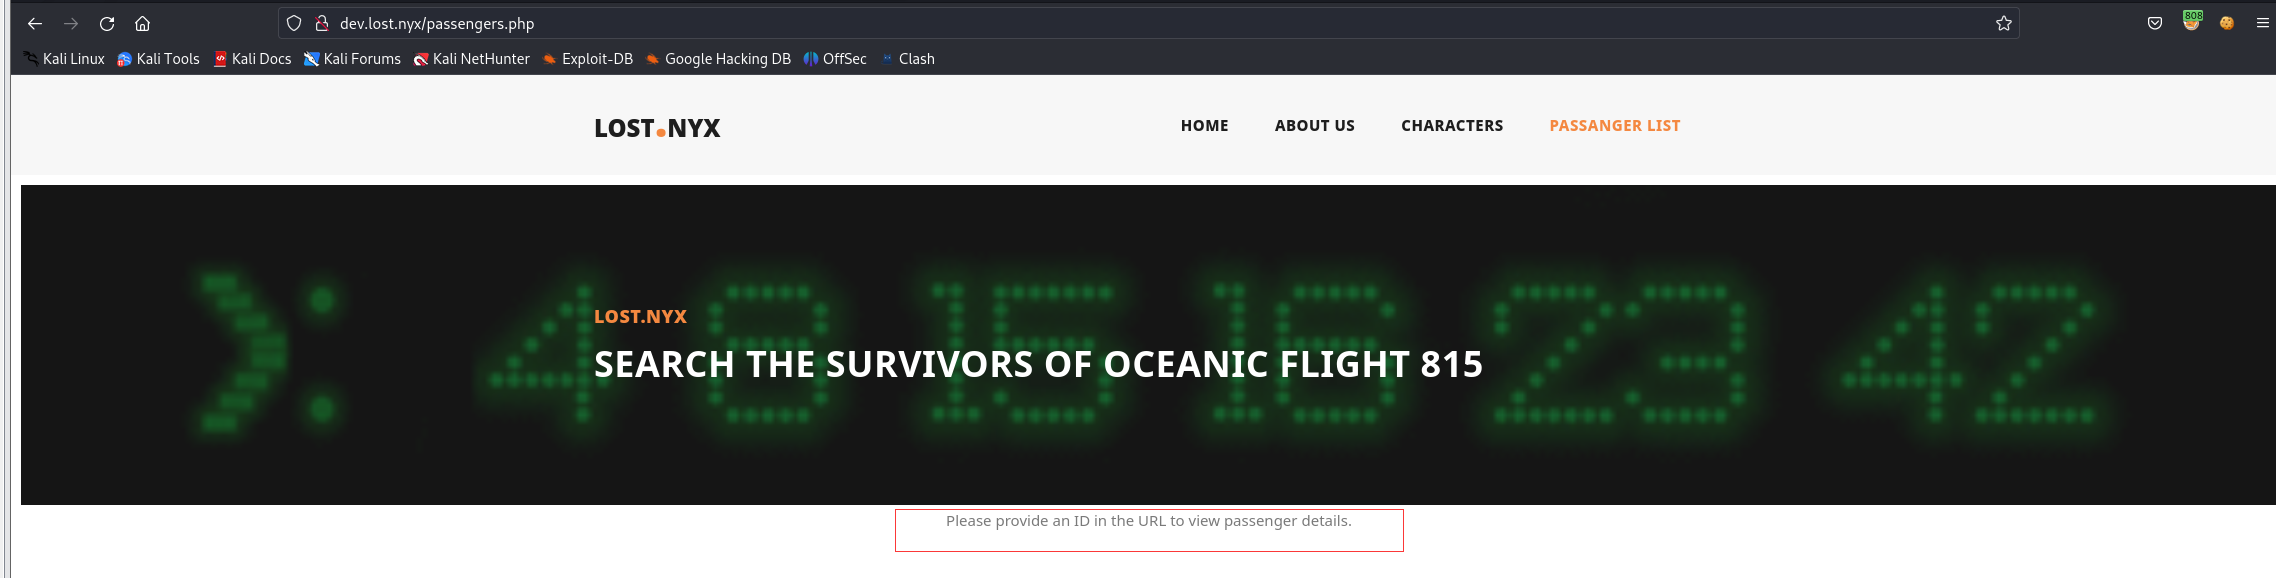 dev.lost.nyx/passengers.php
808
Kali Linux Kali Tools Kali Docs Kali Forums Kali NetHunter Exploit-DB Google Hacking DB OffSec Clash
LOST.NYX HOME ABOUT US CHARACTERS PASSANGER LIST
>: 4 8 15 16 23 42
LOST.NYX
SEARCH THE SURVIVORS OF OCEANIC FLIGHT 815
Please provide an ID in the URL to view passenger details.